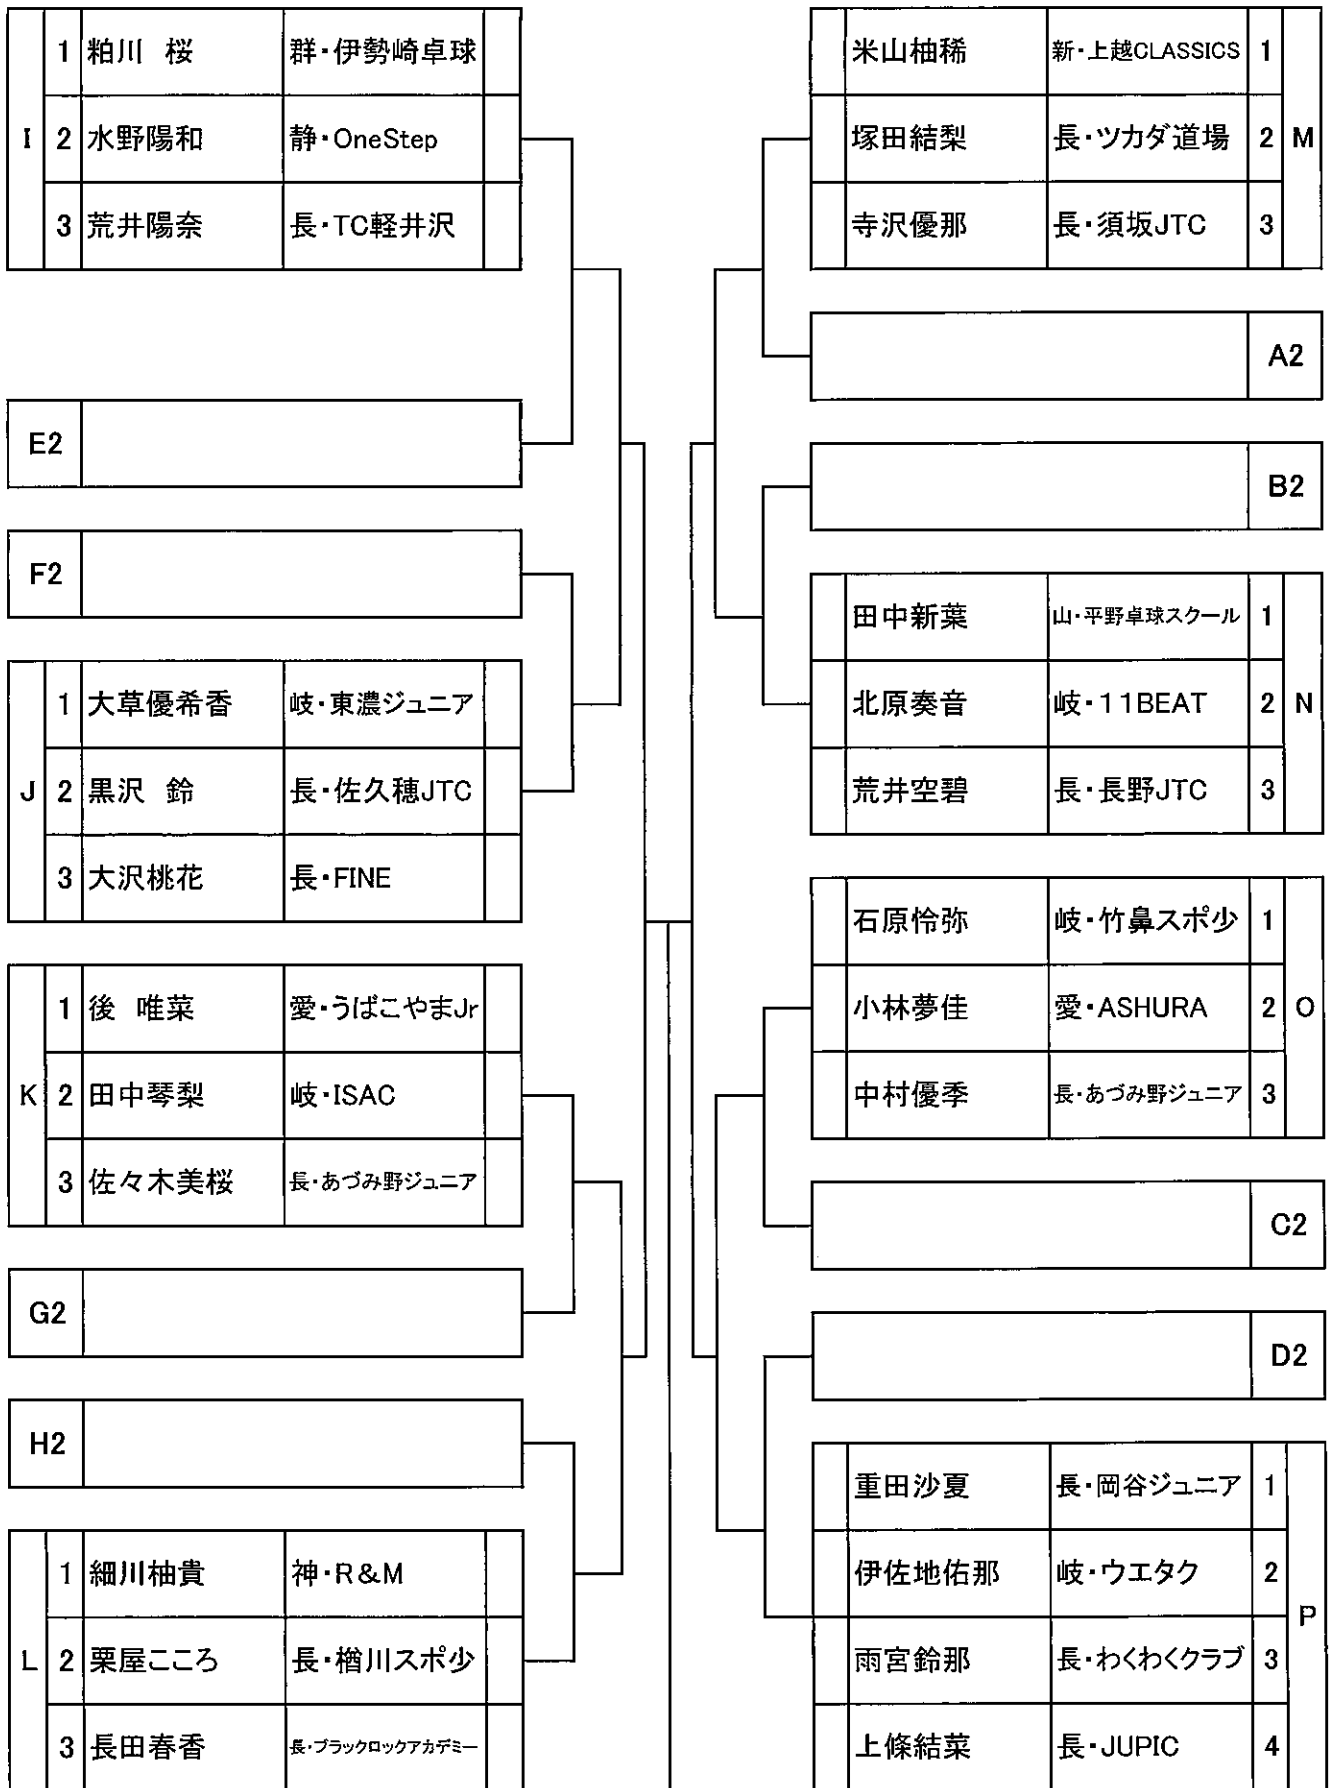 I
1 粕川 桜 群・伊勢崎卓球
2 水野陽和 静・OneStep
3 荒井陽奈 長・TC軽井沢
E2
F2
J
1 大草優希香 岐・東濃ジュニア
2 黒沢 鈴 長・佐久穂JTC
3 大沢桃花 長・FINE
K
1 後 唯菜 愛・うぱこやまJr
2 田中琴梨 岐・ISAC
3 佐々木美桜 長・あづみ野ジュニア
G2
H2
L
1 細川柚貴 神・R&M
2 栗屋こころ 長・楢川スポ少
3 長田春香 長・ブラックロックアカデミー
米山柚稀 新・上越CLASSICS 1
塚田結梨 長・ツカダ道場 2
寺沢優那 長・須坂JTC 3
M
A2
B2
田中新葉 山・平野卓球スクール 1
北原奏音 岐・11BEAT 2
荒井空碧 長・長野JTC 3
N
石原怜弥 岐・竹鼻スポ少 1
小林夢佳 愛・ASHURA 2
中村優季 長・あづみ野ジュニア 3
O
C2
D2
重田沙夏 長・岡谷ジュニア 1
伊佐地佑那 岐・ウエタク 2
雨宮鈴那 長・わくわくクラブ 3
上條結菜 長・JUPIC 4
P